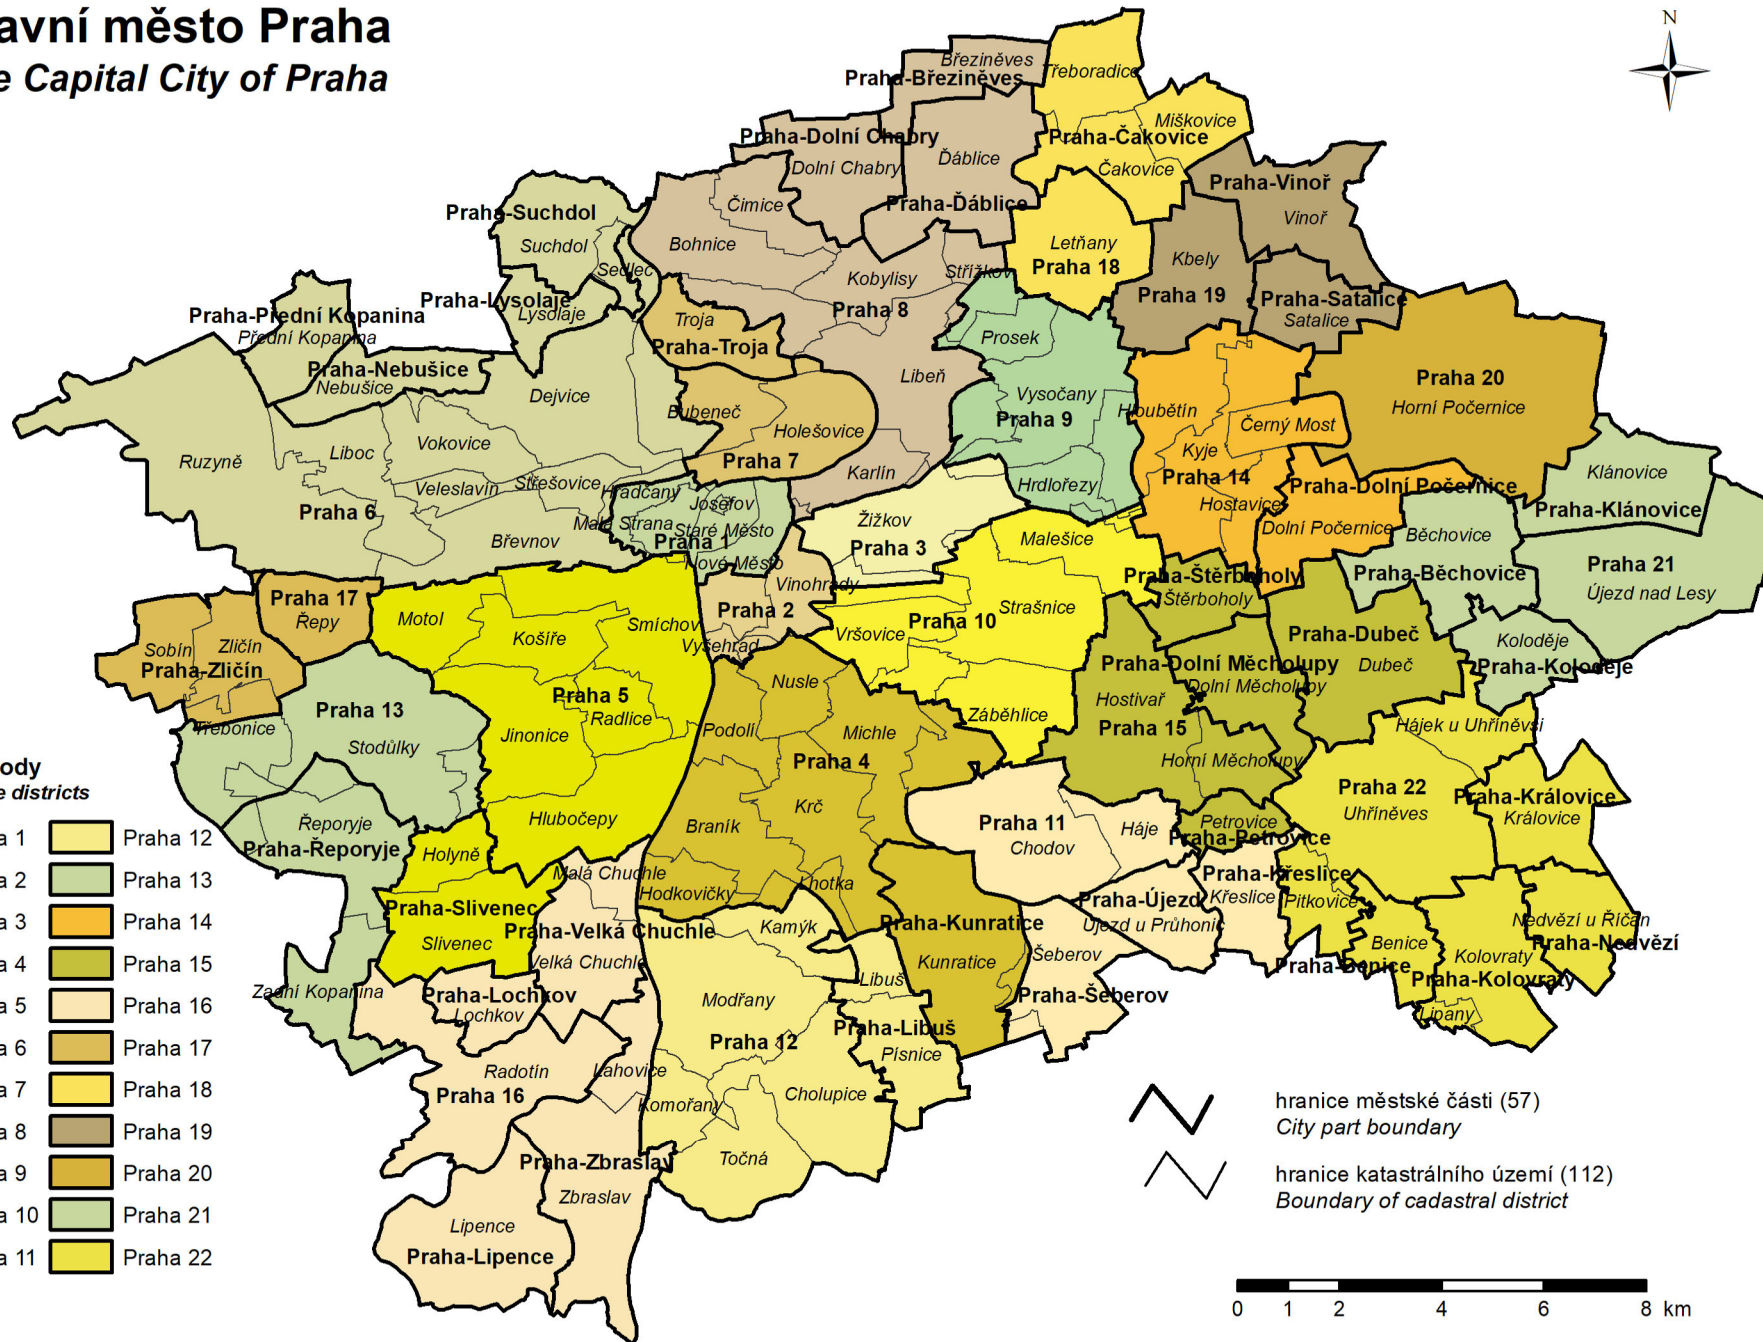 avní město Praha
e Capital City of Praha
N
Březiněves
Praha-Březiněves
Třeboradice
Miškovice
Praha-Dolní Chabry
Praha-Čakovice
Dolní Chabry
Ďáblice
Čakovice
Praha-Vinoř
Praha-Suchdol
Čimice
Praha-Ďáblice
Vinoř
Suchdol
Bohnice
Letňany
Praha 18
Sedlec
Kobylisy
Střížkov
Kbely
Praha-Lysolaje
Lysolaje
Praha 19
Praha-Satalice
Satalice
Praha-Přední Kopanina
Přední Kopanina
Troja
Praha 8
Praha-Troja
Prosek
Praha-Nebušice
Nebušice
Dejvice
Libeň
Praha 20
Horní Počernice
Vysočany
Praha 9
Bubeneč
Holešovice
Hloubětín
Černý Most
Vokovice
Liboc
Ruzyně
Kyje
Praha 7
Karlín
Praha 14
Klánovice
Veleslavín
Střešovice
Hradčany
Josefov
Hrdlořezy
Praha-Dolní Počernice
Hostavice
Praha-Klánovice
Praha 6
Malá Strana
Staré Město
Žižkov
Dolní Počernice
Běchovice
Břevnov
Praha 1
Praha 3
Malešice
Nové Město
Praha-Štěrboholy
Štěrboholy
Praha-Běchovice
Praha 21
Újezd nad Lesy
Vinohrady
Praha 17
Řepy
Praha 2
Strašnice
Motol
Košíře
Smíchov
Vršovice
Praha 10
Praha-Dubeč
Koloděje
Sobín
Zličín
Praha-Zličín
Vyšehrad
Praha-Dolní Měcholupy
Dolní Měcholupy
Dubeč
Praha-Koloděje
Nusle
Hostivař
Praha 5
Radlice
Praha 13
Stodůlky
Třebonice
Jinonice
Podolí
Michle
Záběhlice
Praha 15
Hájek u Uhříněvsi
Praha 4
Horní Měcholupy
Praha 22
Uhříněves
Praha-Královice
Královice
Krč
Hlubočepy
Braník
Praha 11
Chodov
Háje
Petrovice
Praha-Petrovice
Řeporyje
Praha-Řeporyje
Holyně
Malá Chuchle
Hodkovičky
Lhotka
Praha-Křeslice
Křeslice
Pitkovice
Praha-Újezd
Újezd u Průhonic
Praha-Slivenec
Slivenec
Praha-Velká Chuchle
Velká Chuchle
Kamýk
Praha-Kunratice
Kunratice
Šeberov
Praha-Šeberov
Nedvězí u Říčan
Praha-Nedvězí
Benice
Praha-Benice
Kolovraty
Praha-Kolovraty
Lipany
Zadní Kopanina
Praha-Lochkov
Lochkov
Modřany
Libuš
Praha-Libuš
Písnice
Praha 12
Radotín
Praha 16
Lahovice
Komořany
Cholupice
Točná
Praha-Zbraslav
Zbraslav
Lipence
Praha-Lipence
ody
e districts
a 1 Praha 12
a 2 Praha 13
a 3 Praha 14
a 4 Praha 15
a 5 Praha 16
a 6 Praha 17
a 7 Praha 18
a 8 Praha 19
a 9 Praha 20
a 10 Praha 21
a 11 Praha 22
hranice městské části (57)
City part boundary
hranice katastrálního území (112)
Boundary of cadastral district
0 1 2 4 6 8 km